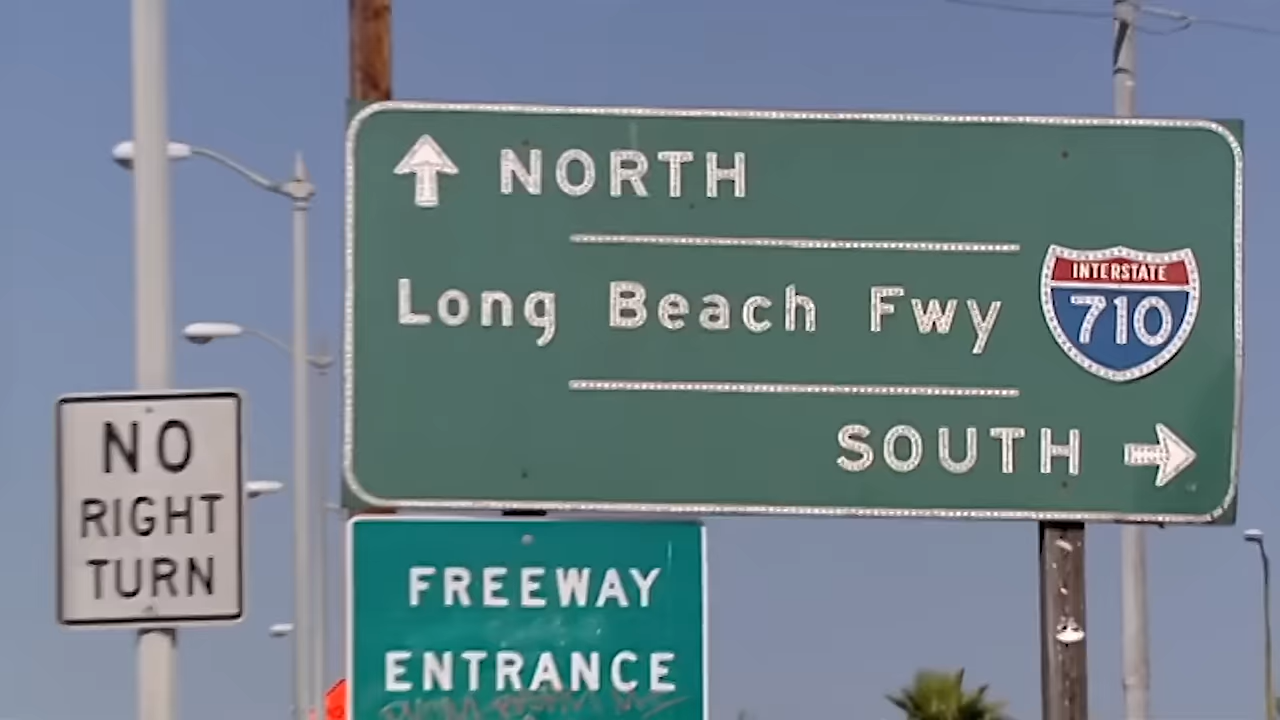 NORTH
Long Beach Fwy
INTERSTATE
710
SOUTH
NO
RIGHT
TURN
FREEWAY
ENTRANCE